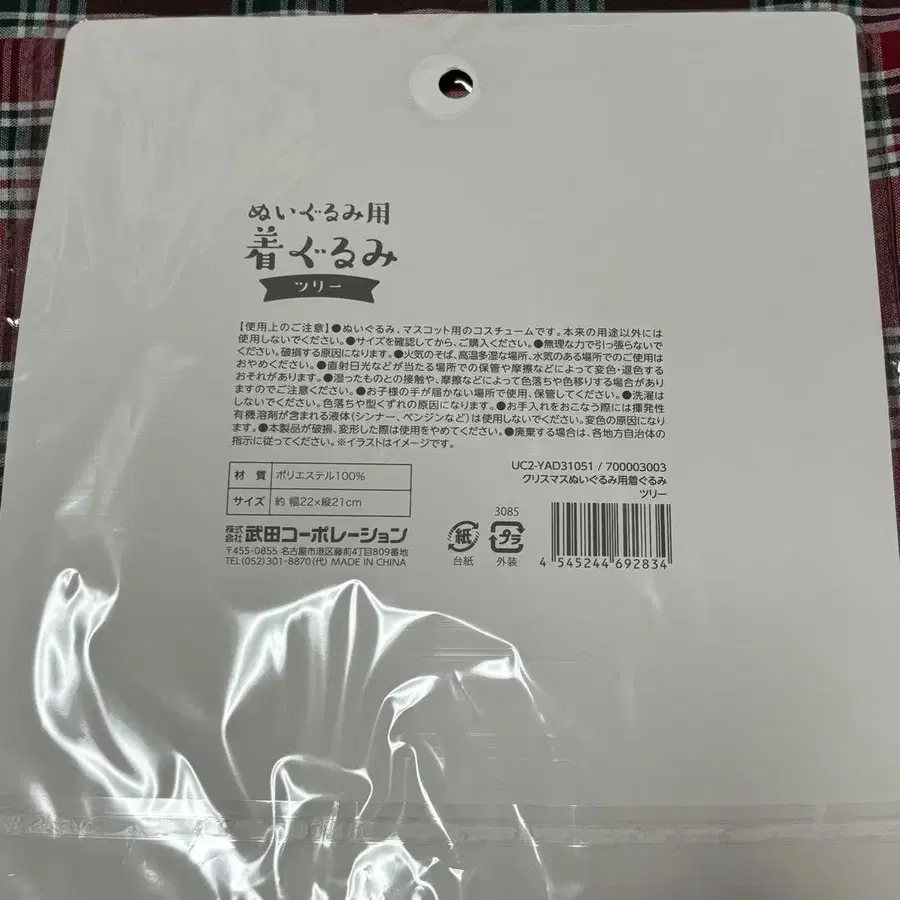 ぬいぐるみ用
着ぐるみ
ツリー
【使用上のご注意】●ぬいぐるみ、マスコット用のコスチュームです。本来の用途以外には
使用しないでください。●サイズを確認してから、ご購入ください。●無理な力で引っ張らないで
ください。破損する原因になります。●火気のそば、高温多湿な場所、水気のある場所でのご使用は
おやめください。●直射日光などが当たる場所での保管や摩擦などによって変色・退色する
おそれがあります。●湿ったものとの接触や、摩擦などによって色落ちや色移りする場合があり
ますのでご注意ください。●お子様の手が届かない場所で使用、保管してください。●洗濯は
しないでください。色落ちや型くずれの原因になります。●お手入れをおこなう際には揮発性
有機溶剤が含まれる液体(シンナー、ベンジンなど)は使用しないでください。変色の原因になり
ます。●本製品が破損、変形した際は使用をやめてください。●廃棄する場合は、各地方自治体の
指示に従ってください。※イラストはイメージです。
材 質 ポリエステル100%
サイズ 約 幅22×縦21cm
UC2-YAD31051 / 700003003
クリスマスぬいぐるみ用着ぐるみ
ツリー
株式会社 武田コーポレーション
〒455-0855 名古屋市港区藤前4丁目809番地
TEL(052)301-8870(代) MADE IN CHINA
紙
台紙
3085
プラ
外装
4 545244 692834